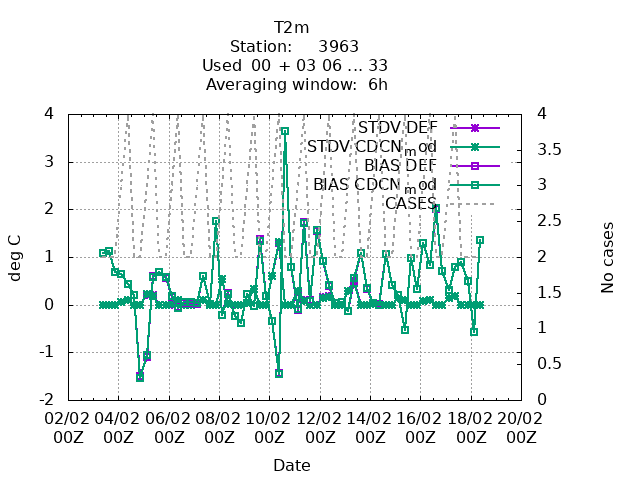 T2m
Station: 3963
Used 00 + 03 06 ... 33
Averaging window: 6h
STDV DEF
STDV CDCN_mod
BIAS DEF
BIAS CDCN_mod
CASES
deg C
4
3
2
1
0
-1
-2
No cases
4
3.5
3
2.5
2
1.5
1
0.5
0
02/02 04/02 06/02 08/02 10/02 12/02 14/02 16/02 18/02 20/02
00Z 00Z 00Z 00Z 00Z 00Z 00Z 00Z 00Z 00Z
Date